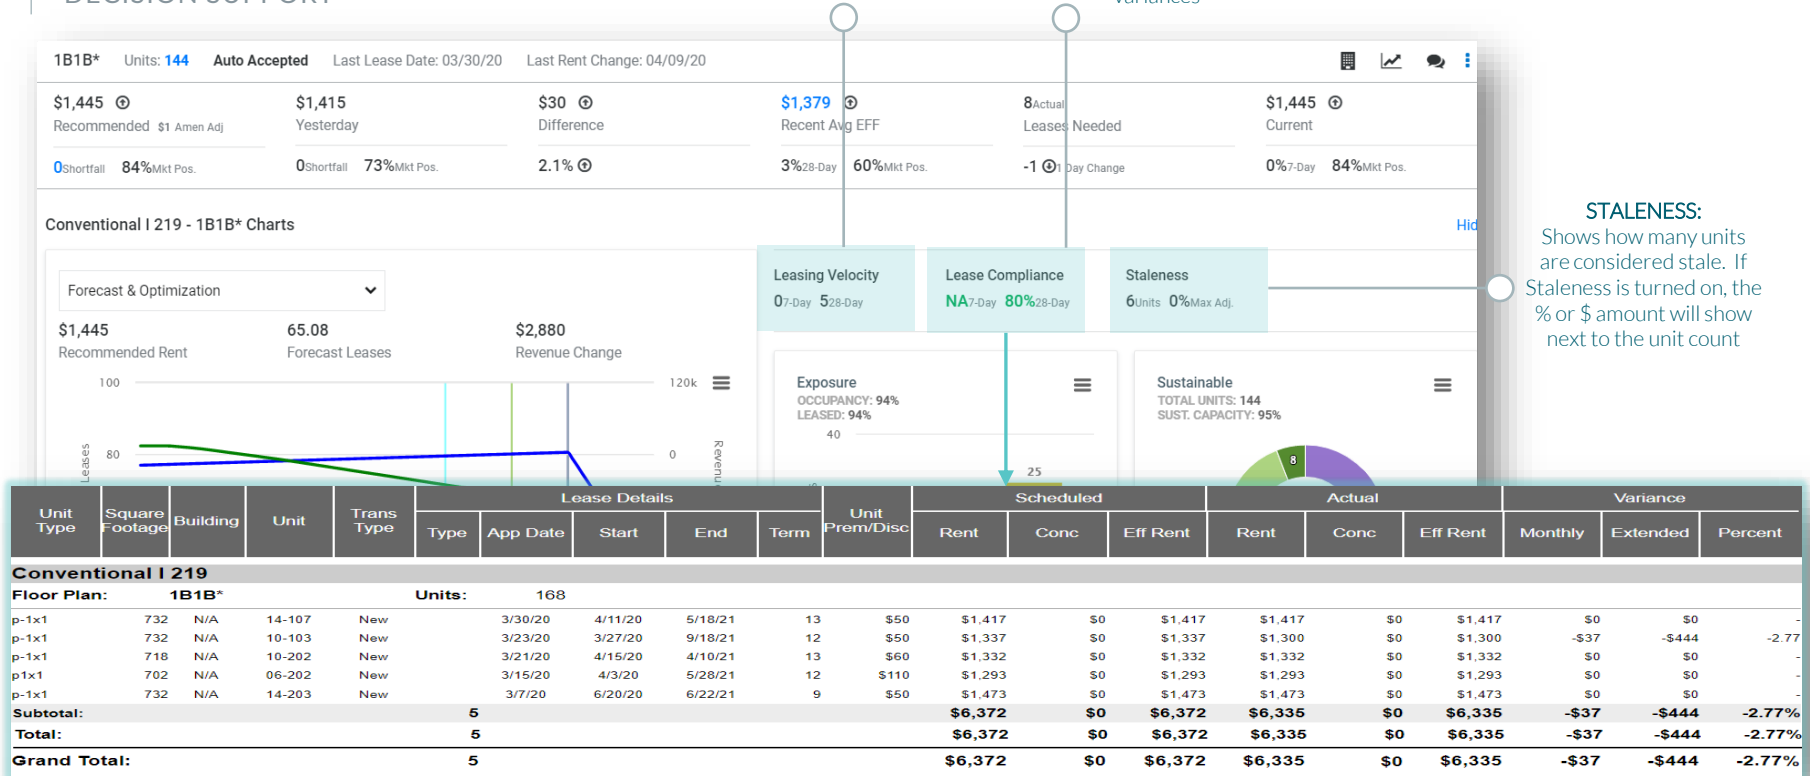 DECISION SUPPORT
variances
1B1B* Units: 144 Auto Accepted Last Lease Date: 03/30/20 Last Rent Change: 04/09/20
$1,445 $1,415 $30 $1,379 8Actual $1,445
Recommended $1 Amen Adj Yesterday Difference Recent Avg EFF Leases Needed Current
0Shortfall 84%Mkt Pos. 0Shortfall 73%Mkt Pos. 2.1% 3%28-Day 60%Mkt Pos. -1 1 Day Change 0%7-Day 84%Mkt Pos.
Conventional I 219 - 1B1B* Charts Hid
Forecast & Optimization
$1,445 65.08 $2,880
Recommended Rent Forecast Leases Revenue Change
100 120k
80 0
Leases
Revenu
Leasing Velocity Lease Compliance Staleness
07-Day 528-Day NA7-Day 80%28-Day 6Units 0%Max Adj.
Exposure
OCCUPANCY: 94%
LEASED: 94%
40
25
Sustainable
TOTAL UNITS: 144
SUST. CAPACITY: 95%
8
STALENESS:
Shows how many units
are considered stale. If
Staleness is turned on, the
% or $ amount will show
next to the unit count
Lease Details Scheduled Actual Variance
Unit Type Square Footage Building Unit Trans Type Type App Date Start End Term Unit Prem/Disc Rent Conc Eff Rent Rent Conc Eff Rent Monthly Extended Percent
Conventional I 219
Floor Plan: 1B1B* Units: 168
p-1x1 732 N/A 14-107 New 3/30/20 4/11/20 5/18/21 13 $50 $1,417 $0 $1,417 $1,417 $0 $1,417 $0 $0 -
p-1x1 732 N/A 10-103 New 3/23/20 3/27/20 9/18/21 12 $50 $1,337 $0 $1,337 $1,300 $0 $1,300 -$37 -$444 -2.77
p-1x1 718 N/A 10-202 New 3/21/20 4/15/20 4/10/21 13 $60 $1,332 $0 $1,332 $1,332 $0 $1,332 $0 $0 -
p1x1 702 N/A 06-202 New 3/15/20 4/3/20 5/28/21 12 $110 $1,293 $0 $1,293 $1,293 $0 $1,293 $0 $0 -
p-1x1 732 N/A 14-203 New 3/7/20 6/20/20 6/22/21 9 $50 $1,473 $0 $1,473 $1,473 $0 $1,473 $0 $0 -
Subtotal: 5 $6,372 $0 $6,372 $6,335 $0 $6,335 -$37 -$444 -2.77%
Total: 5 $6,372 $0 $6,372 $6,335 $0 $6,335 -$37 -$444 -2.77%
Grand Total: 5 $6,372 $0 $6,372 $6,335 $0 $6,335 -$37 -$444 -2.77%